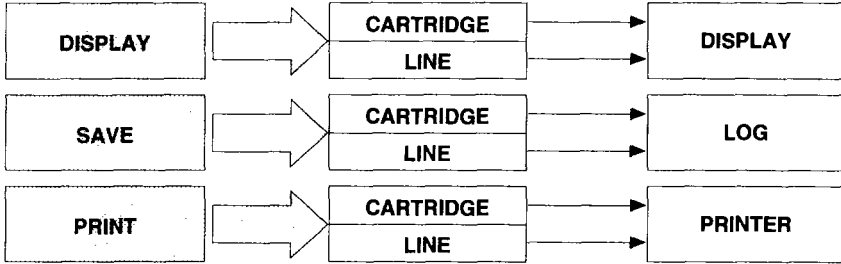 DISPLAY
CARTRIDGE
LINE
DISPLAY
SAVE
CARTRIDGE
LINE
LOG
PRINT
CARTRIDGE
LINE
PRINTER